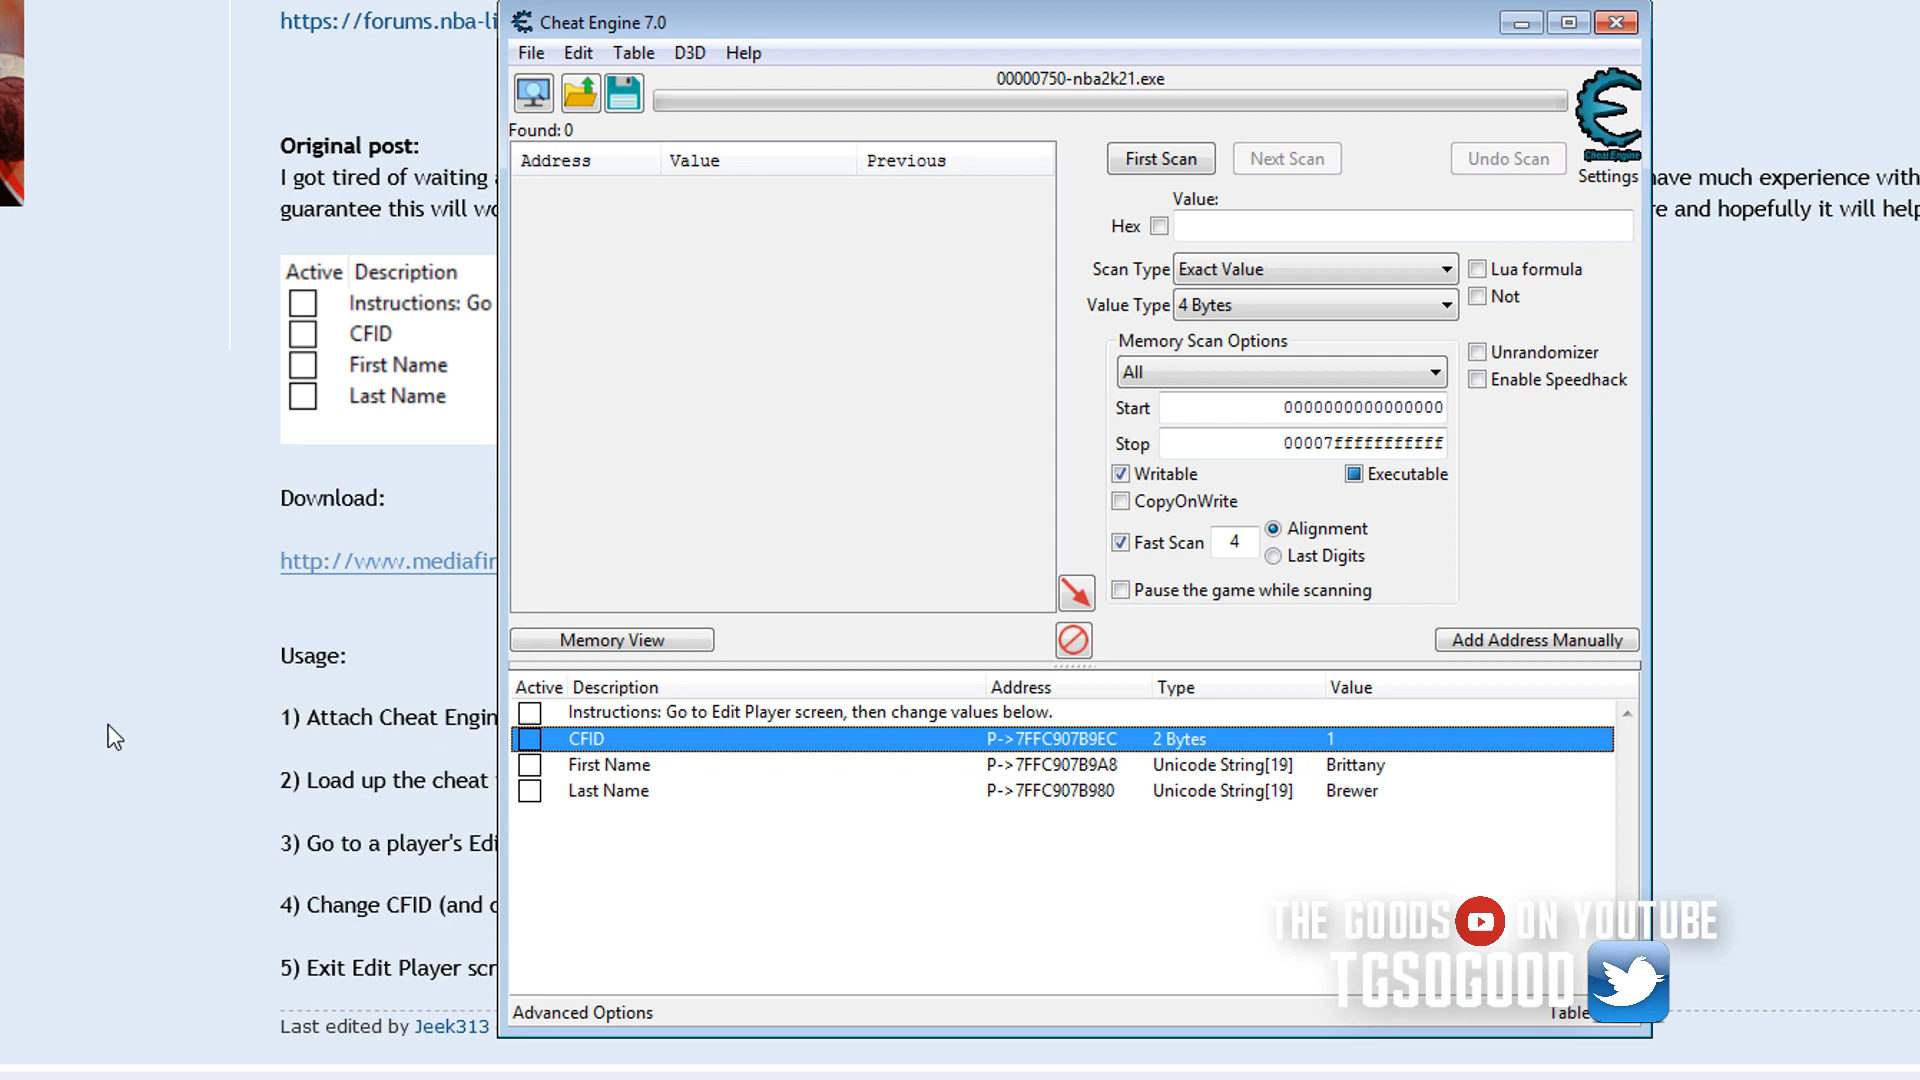 https://forums.nba-li
Original post:
I got tired of waiting
guarantee this will wo
Active Description
Instructions: Go
CFID
First Name
Last Name
Download:
http://www.mediafir
Usage:
1) Attach Cheat Engin
2) Load up the cheat
3) Go to a player's Edi
4) Change CFID (and
5) Exit Edit Player scr
Last edited by Jeek313
Cheat Engine 7.0
File Edit Table D3D Help
00000750-nba2k21.exe
Found: 0
Address Value Previous
First Scan Next Scan Undo Scan
Cheat Engine
Settings
Value:
Hex
Scan Type Exact Value
Lua formula
Not
Value Type 4 Bytes
Memory Scan Options
All
Unrandomizer
Enable Speedhack
Start 0000000000000000
Stop 00007fffffffffff
Writable Executable
CopyOnWrite
Fast Scan 4 Alignment
Last Digits
Pause the game while scanning
Memory View
Add Address Manually
Active Description Address Type Value
Instructions: Go to Edit Player screen, then change values below.
CFID P->7FFC907B9EC 2 Bytes 1
First Name P->7FFC907B9A8 Unicode String[19] Brittany
Last Name P->7FFC907B980 Unicode String[19] Brewer
Advanced Options
Table
have much experience with
re and hopefully it will help
THE GOODS ON YOUTUBE
TGSOGOOD